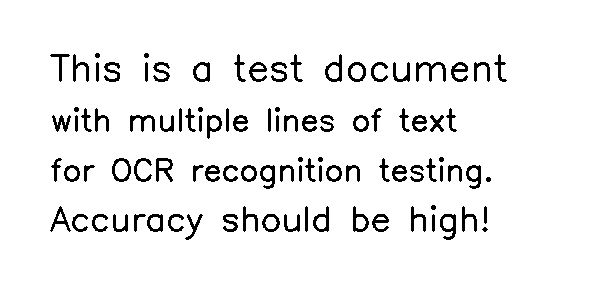 This is a test document
with multiple lines of text
for OCR recognition testing.
Accuracy should be high!